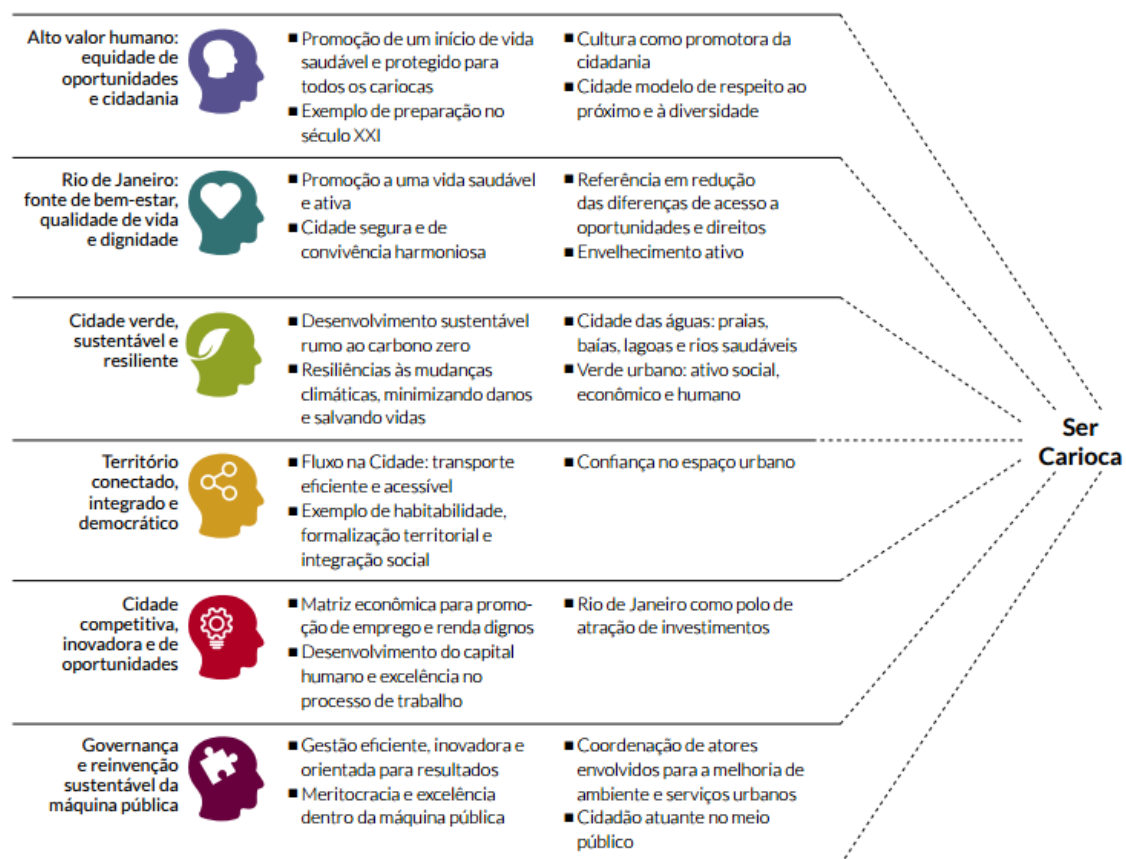 Alto valor humano:
equidade de
oportunidades
e cidadania
■ Promoção de um início de vida
saudável e protegido para
todos os cariocas
■ Exemplo de preparação no
século XXI
■ Cultura como promotora da
cidadania
■ Cidade modelo de respeito ao
próximo e à diversidade
Rio de Janeiro:
fonte de bem-estar,
qualidade de vida
e dignidade
■ Promoção a uma vida saudável
e ativa
■ Cidade segura e de
convivência harmoniosa
■ Referência em redução
das diferenças de acesso a
oportunidades e direitos
■ Envelhecimento ativo
Cidade verde,
sustentável e
resiliente
■ Desenvolvimento sustentável
rumo ao carbono zero
■ Resiliências às mudanças
climáticas, minimizando danos
e salvando vidas
■ Cidade das águas: praias,
baías, lagoas e rios saudáveis
■ Verde urbano: ativo social,
econômico e humano
Território
conectado,
integrado e
democrático
■ Fluxo na Cidade: transporte
eficiente e acessível
■ Exemplo de habitabilidade,
formalização territorial e
integração social
■ Confiança no espaço urbano
Cidade
competitiva,
inovadora e de
oportunidades
■ Matriz econômica para promo-
ção de emprego e renda dignos
■ Desenvolvimento do capital
humano e excelência no
processo de trabalho
■ Rio de Janeiro como polo de
atração de investimentos
Governança
e reinvenção
sustentável da
máquina pública
■ Gestão eficiente, inovadora e
orientada para resultados
■ Meritocracia e excelência
dentro da máquina pública
■ Coordenação de atores
envolvidos para a melhoria de
ambiente e serviços urbanos
■ Cidadão atuante no meio
público
Ser
Carioca